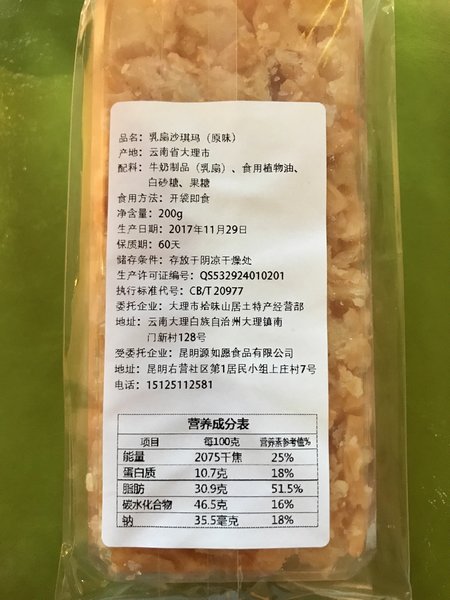 品名：乳扇沙琪玛（原味）
产地：云南省大理市
配料：牛奶制品（乳扇）、食用植物油、
白砂糖、果糖
食用方法：开袋即食
净含量：200g
生产日期：2017年11月29日
保质期：60天
储存条件：存放于阴凉干燥处
生产许可证编号：QS532924010201
执行标准代号：CB/T 20977
委托企业：大理市拾味山居土特产经营部
地址：云南大理白族自治州大理镇南
门新村128号
受委托企业：昆明源如愿食品有限公司
地址：昆明右营社区第1居民小组上庄村7号
电话：15125112581
营养成分表
项目 每100克 营养素参考值%
能量 2075千焦 25%
蛋白质 10.7克 18%
脂肪 30.9克 51.5%
碳水化合物 46.5克 16%
钠 35.5毫克 18%